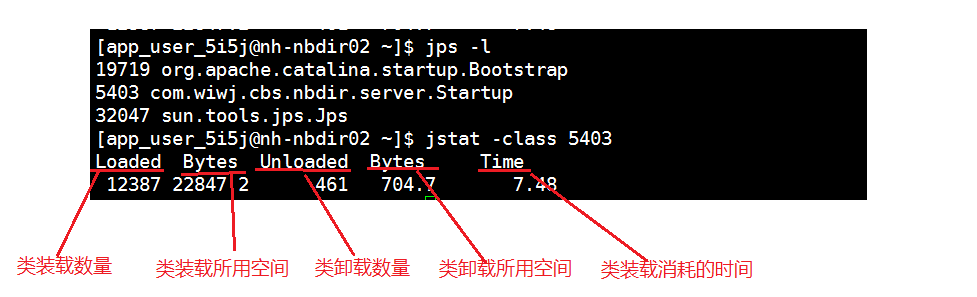 [app_user_5i5j@nh-nbdir02 ~]$ jps -l
19719 org.apache.catalina.startup.Bootstrap
5403 com.wiwj.cbs.nbdir.server.Startup
32047 sun.tools.jps.Jps
[app_user_5i5j@nh-nbdir02 ~]$ jstat -class 5403
Loaded Bytes Unloaded Bytes Time
12387 22847.2 461 704.7 7.48
类装载数量 类装载所用空间 类卸载数量 类卸载所用空间 类装载消耗的时间